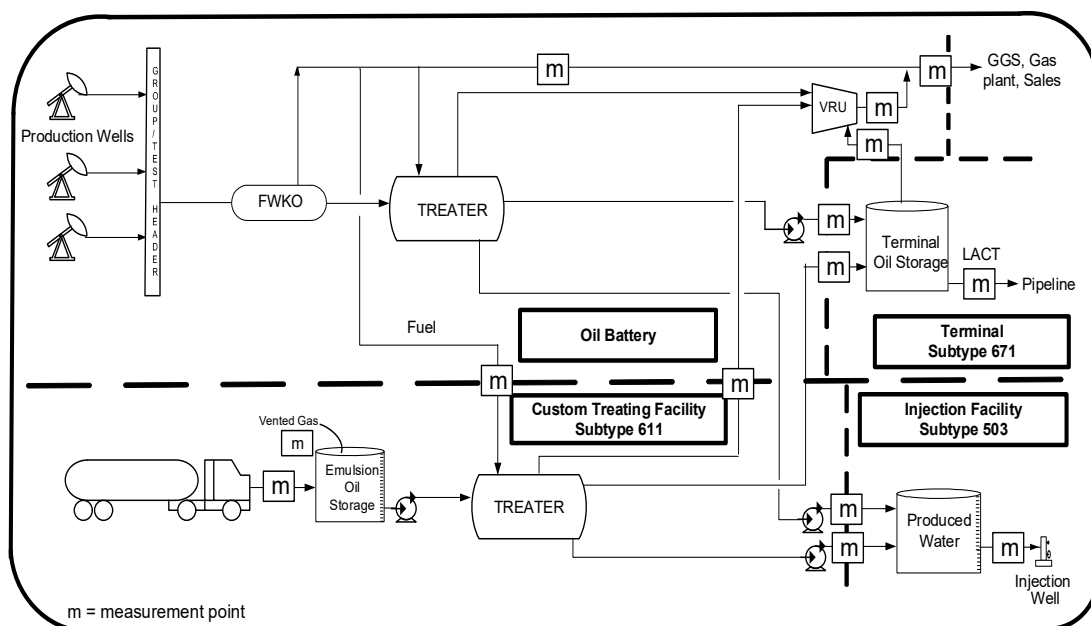 m
m
GGS, Gas
plant, Sales
GROUP/TEST HEADER
Production Wells
VRU
m
m
FWKO
TREATER
m
Terminal
Oil Storage
LACT
m
m
Pipeline
Fuel
Oil Battery
Terminal
Subtype 671
m
m
Custom Treating Facility
Subtype 611
Injection Facility
Subtype 503
Vented Gas
m
m
Emulsion
Oil
Storage
TREATER
m
m
Produced
Water
m
Injection
Well
m = measurement point